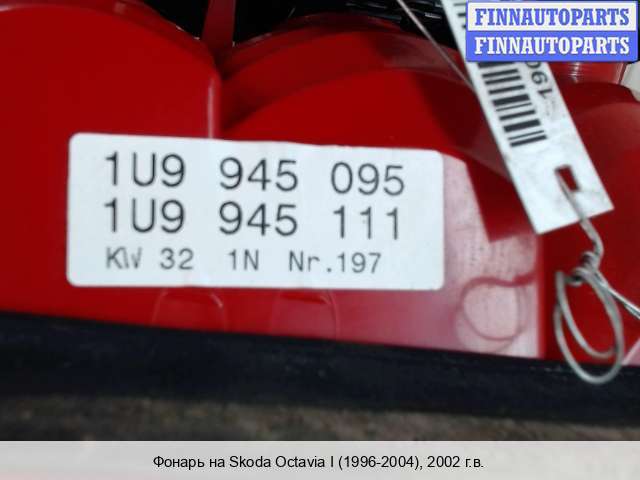 FINNAUTOPARTS
FINNAUTOPARTS
1U9 945 095
1U9 945 111
KW 32 1N Nr.197
Фонарь на Skoda Octavia I (1996-2004), 2002 г.в.